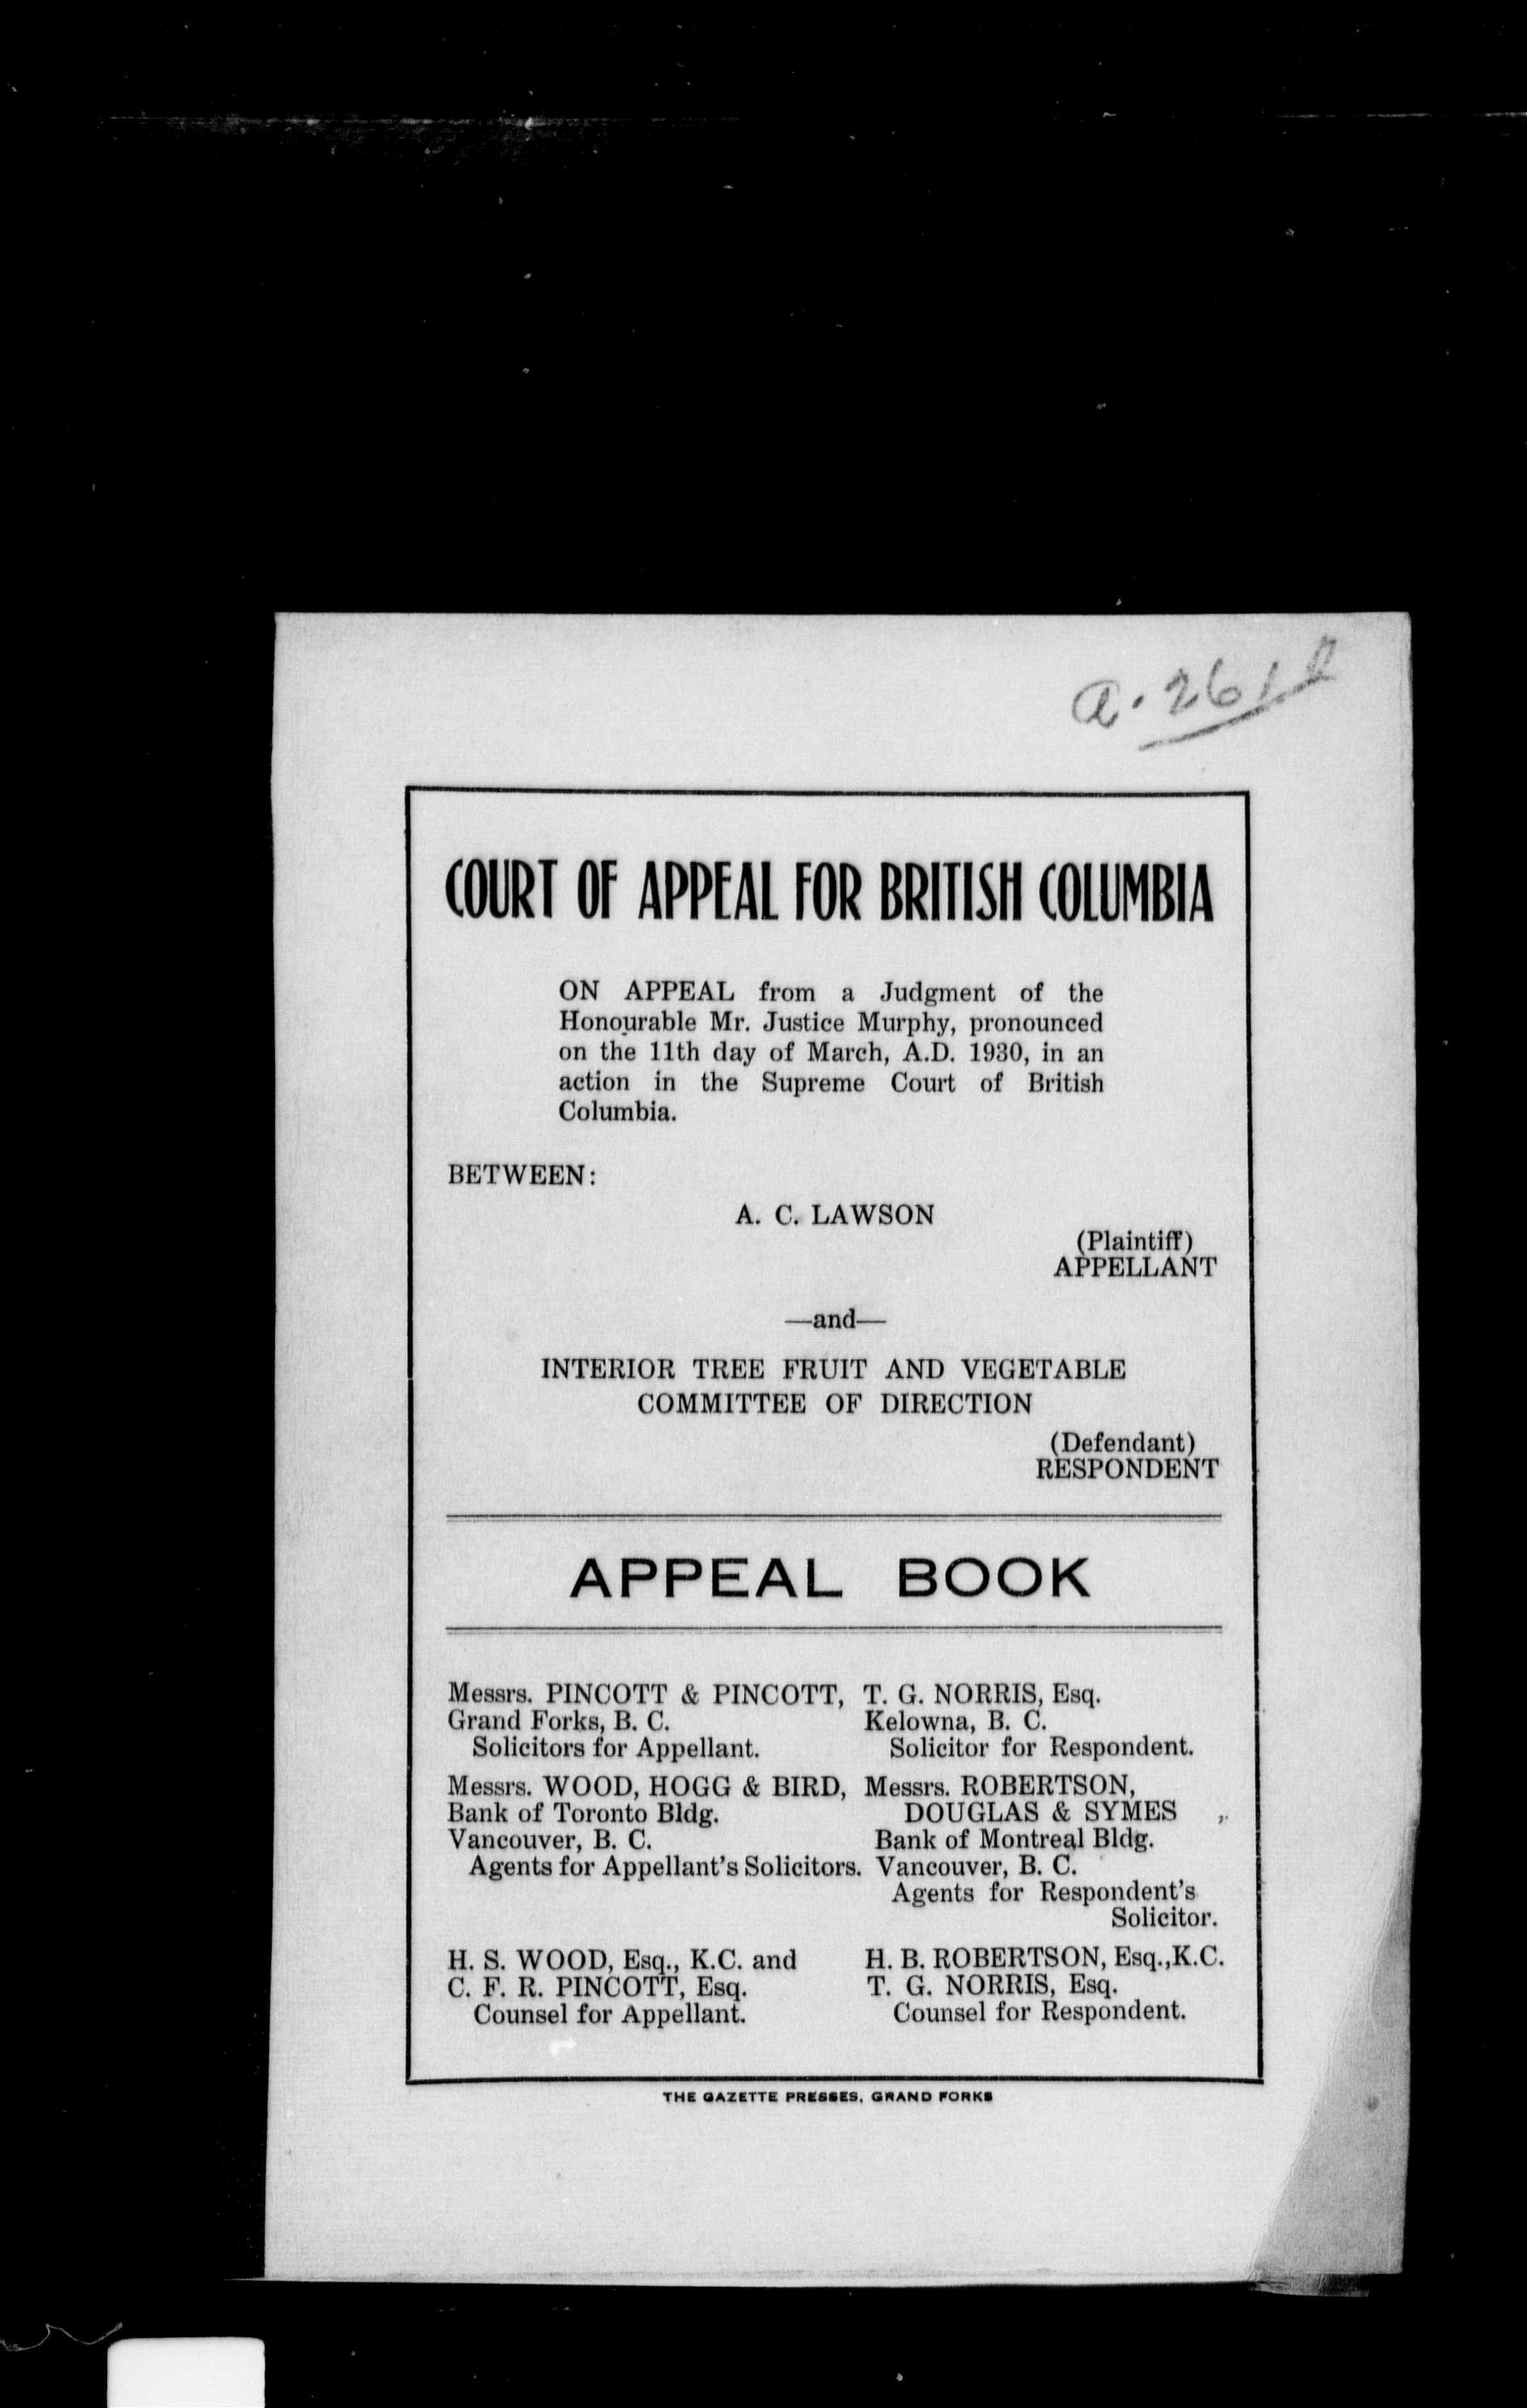 COURT OF APPEAL FOR BRITISH COLUMBIA
ON APPEAL from a Judgment of the
Honourable Mr. Justice Murphy, pronounced
on the 11th day of March, A.D. 1930, in an
action in the Supreme Court of British
Columbia.
BETWEEN:
A. C. LAWSON
(Plaintiff)
APPELLANT
—and—
INTERIOR TREE FRUIT AND VEGETABLE
COMMITTEE OF DIRECTION
(Defendant)
RESPONDENT
APPEAL BOOK
Messrs. PINCOTT & PINCOTT,
Grand Forks, B. C.
Solicitors for Appellant.
Messrs. WOOD, HOGG & BIRD,
Bank of Toronto Bldg.
Vancouver, B. C.
Agents for Appellant's Solicitors.
H. S. WOOD, Esq., K.C. and
C. F. R. PINCOTT, Esq.
Counsel for Appellant.
T. G. NORRIS, Esq.
Kelowna, B. C.
Solicitor for Respondent.
Messrs. ROBERTSON,
DOUGLAS & SYMES
Bank of Montreal Bldg.
Vancouver, B. C.
Agents for Respondent's
Solicitor.
H. B. ROBERTSON, Esq.,K.C.
T. G. NORRIS, Esq.
Counsel for Respondent.
THE GAZETTE PRESSES, GRAND FORKS